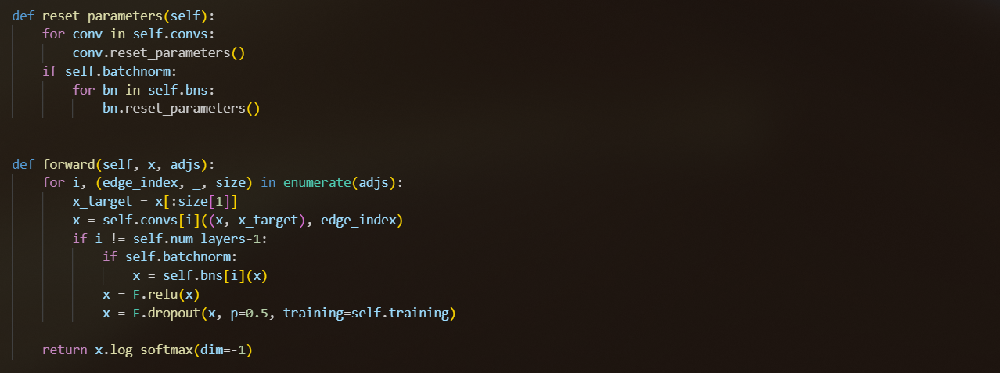 def reset_parameters(self):
    for conv in self.convs:
        conv.reset_parameters()
    if self.batchnorm:
        for bn in self.bns:
            bn.reset_parameters()
def forward(self, x, adjs):
    for i, (edge_index, _, size) in enumerate(adjs):
        x_target = x[:size[1]]
        x = self.convs[i]((x, x_target), edge_index)
        if i != self.num_layers-1:
            if self.batchnorm:
                x = self.bns[i](x)
            x = F.relu(x)
            x = F.dropout(x, p=0.5, training=self.training)
    return x.log_softmax(dim=-1)